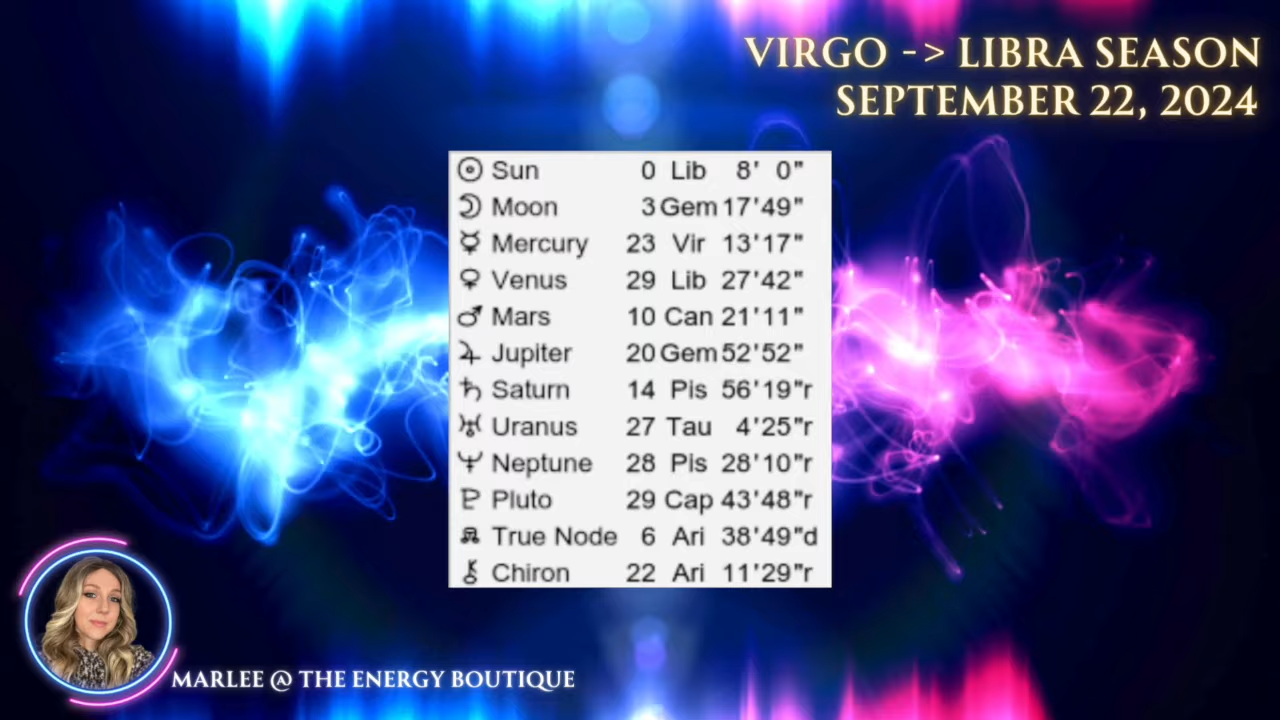 VIRGO -> LIBRA SEASON
SEPTEMBER 22, 2024
☉ Sun 0 Lib 8' 0"
☽ Moon 3 Gem 17'49"
☿ Mercury 23 Vir 13'17"
♀ Venus 29 Lib 27'42"
♂ Mars 10 Can 21'11"
♃ Jupiter 20 Gem 52'52"
♄ Saturn 14 Pis 56'19"r
♅ Uranus 27 Tau 4'25"r
♆ Neptune 28 Pis 28'10"r
♇ Pluto 29 Cap 43'48"r
☊ True Node 6 Ari 38'49"d
⚷ Chiron 22 Ari 11'29"r
MARLEE @ THE ENERGY BOUTIQUE